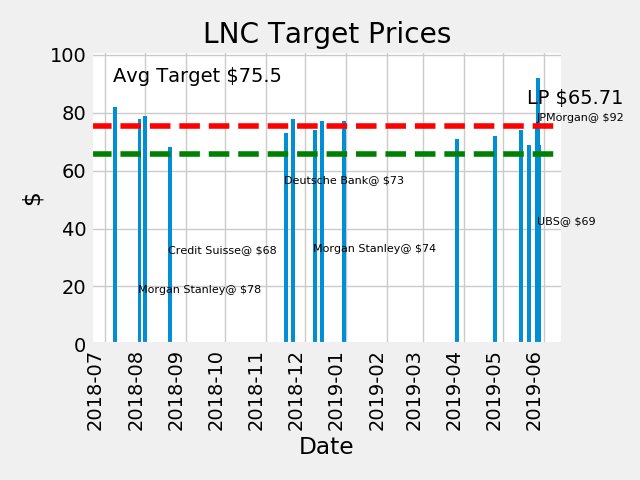 LNC Target Prices
100
80
60
40
20
0
$
Avg Target $75.5
LP $65.71
JPMorgan@ $92
Deutsche Bank@ $73
UBS@ $69
Credit Suisse@ $68
Morgan Stanley@ $74
Morgan Stanley@ $78
2018-07
2018-08
2018-09
2018-10
2018-11
2018-12
2019-01
2019-02
2019-03
2019-04
2019-05
2019-06
Date